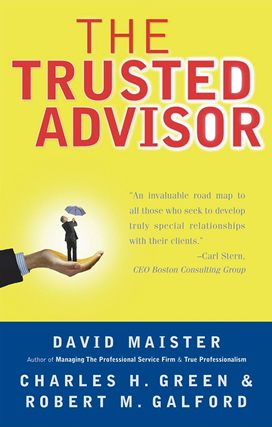 THE
TRUSTED
ADVISOR
"An invaluable road map to
all those who seek to develop
truly special relationships
with their clients."
–Carl Stern,
CEO Boston Consulting Group
DAVID MAISTER
Author of Managing The Professional Service Firm & True Professionalism
CHARLES H. GREEN &
ROBERT M. GALFORD